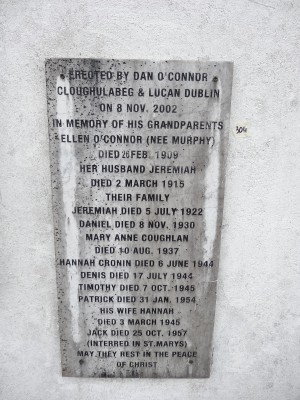 ERECTED BY DAN O'CONNOR
CLOUGHULABEG & LUCAN DUBLIN
ON 8 NOV. 2002
IN MEMORY OF HIS GRANDPARENTS
ELLEN O'CONNOR (NEE MURPHY)
DIED 26 FEB. 1909
HER HUSBAND JEREMIAH
DIED 2 MARCH 1915
THEIR FAMILY
JEREMIAH DIED 5 JULY 1922
DANIEL DIED 8 NOV. 1930
MARY ANNE COUGHLAN
DIED 10 AUG. 1937
HANNAH CRONIN DIED 6 JUNE 1944
DENIS DIED 17 JULY 1944
TIMOTHY DIED 7 OCT. 1945
PATRICK DIED 31 JAN. 1954
HIS WIFE HANNAH
DIED 3 MARCH 1945
JACK DIED 25 OCT. 1957
(INTERRED IN ST.MARYS)
MAY THEY REST IN THE PEACE
OF CHRIST